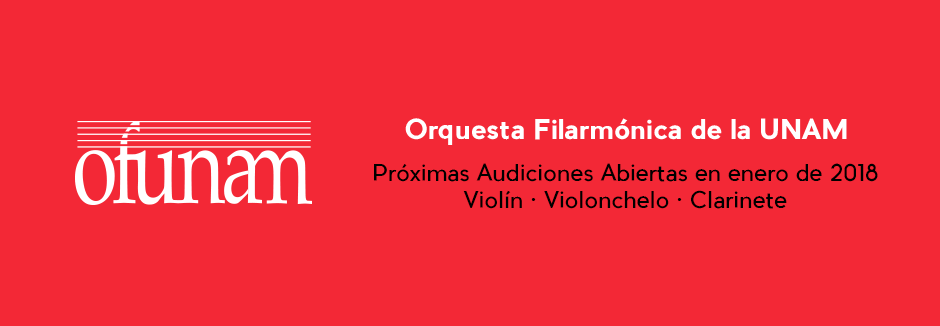 ofunam
Orquesta Filarmónica de la UNAM
Próximas Audiciones Abiertas en enero de 2018
Violín · Violonchelo · Clarinete